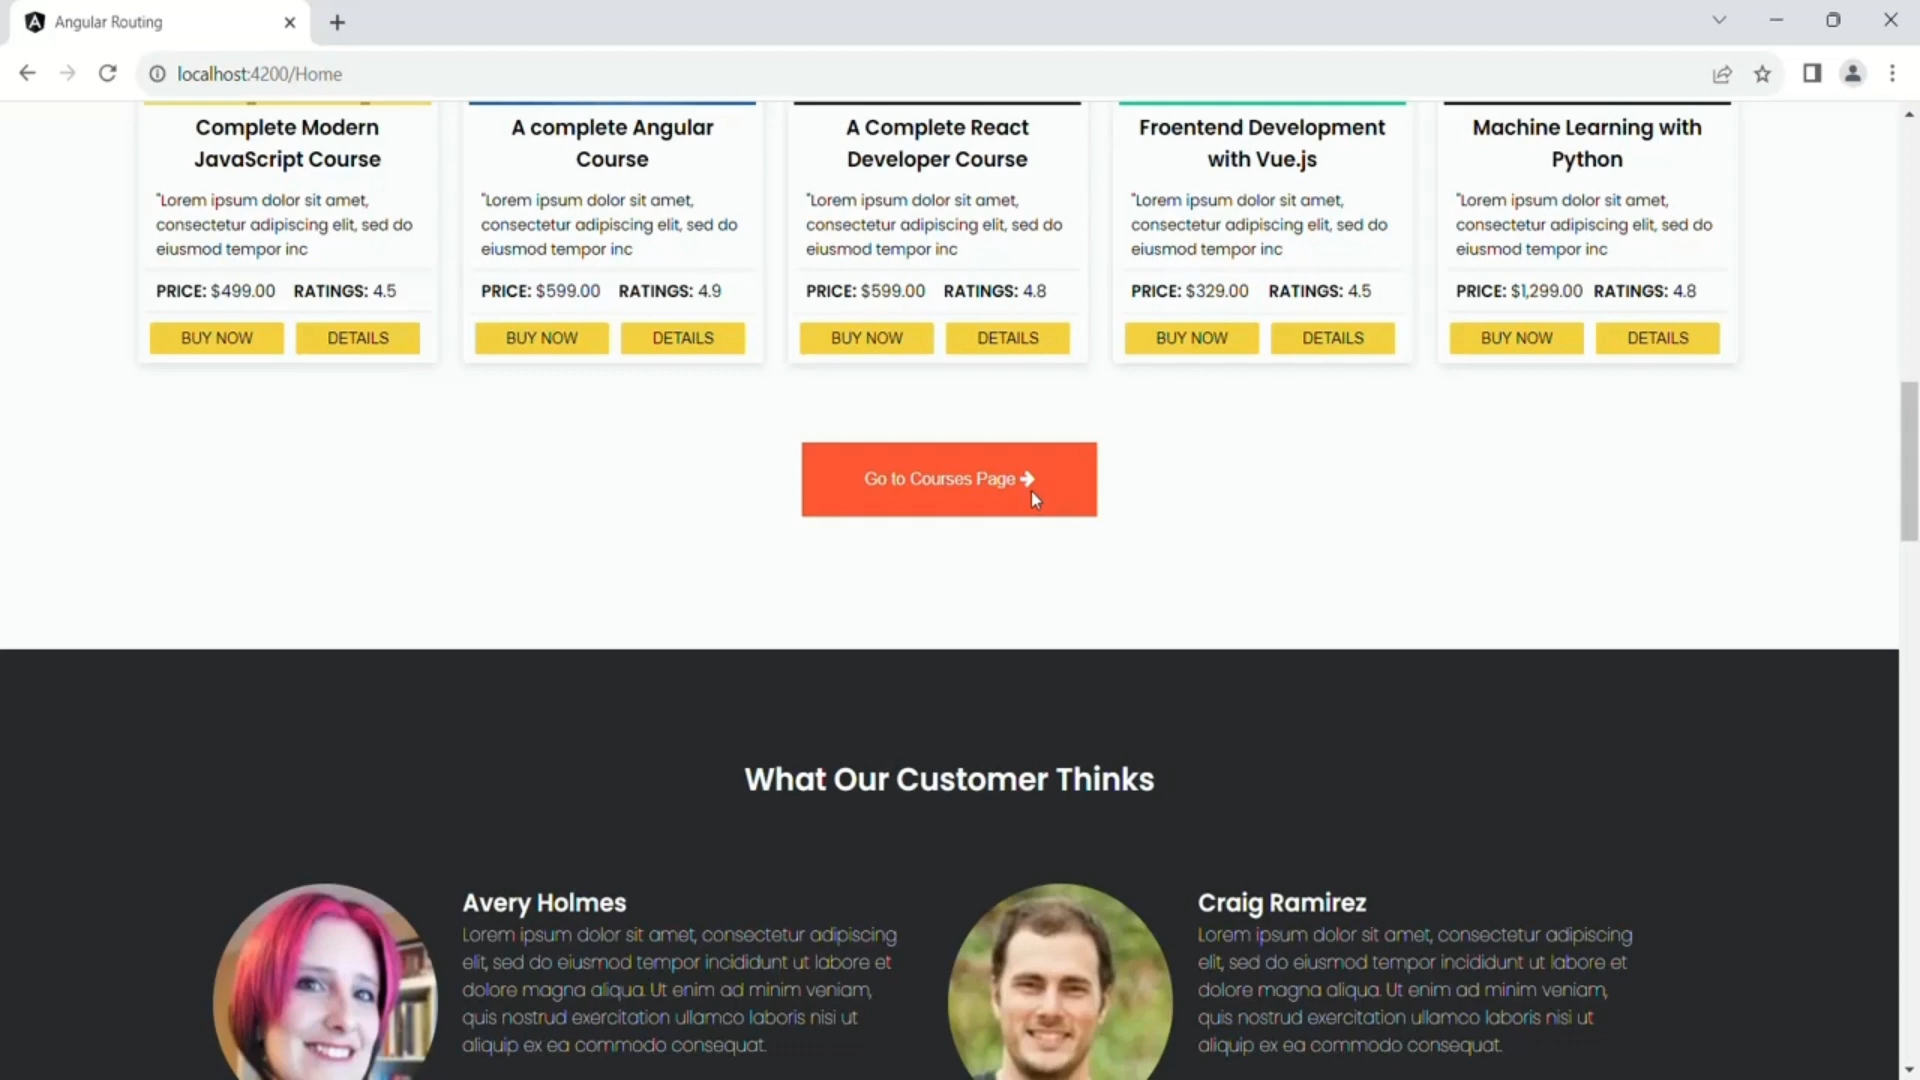 Angular Routing
localhost:4200/Home
Complete Modern
JavaScript Course
"Lorem ipsum dolor sit amet,
consectetur adipiscing elit, sed do
eiusmod tempor inc
PRICE: $499.00 RATINGS: 4.5
BUY NOW DETAILS
A complete Angular
Course
"Lorem ipsum dolor sit amet,
consectetur adipiscing elit, sed do
eiusmod tempor inc
PRICE: $599.00 RATINGS: 4.9
BUY NOW DETAILS
A Complete React
Developer Course
"Lorem ipsum dolor sit amet,
consectetur adipiscing elit, sed do
eiusmod tempor inc
PRICE: $599.00 RATINGS: 4.8
BUY NOW DETAILS
Froentend Development
with Vue.js
"Lorem ipsum dolor sit amet,
consectetur adipiscing elit, sed do
eiusmod tempor inc
PRICE: $329.00 RATINGS: 4.5
BUY NOW DETAILS
Machine Learning with
Python
"Lorem ipsum dolor sit amet,
consectetur adipiscing elit, sed do
eiusmod tempor inc
PRICE: $1,299.00 RATINGS: 4.8
BUY NOW DETAILS
Go to Courses Page
What Our Customer Thinks
Avery Holmes
Lorem ipsum dolor sit amet, consectetur adipiscing
elit, sed do eiusmod tempor incididunt ut labore et
dolore magna aliqua. Ut enim ad minim veniam,
quis nostrud exercitation ullamco laboris nisi ut
aliquip ex ea commodo consequat.
Craig Ramirez
Lorem ipsum dolor sit amet, consectetur adipiscing
elit, sed do eiusmod tempor incididunt ut labore et
dolore magna aliqua. Ut enim ad minim veniam,
quis nostrud exercitation ullamco laboris nisi ut
aliquip ex ea commodo consequat.